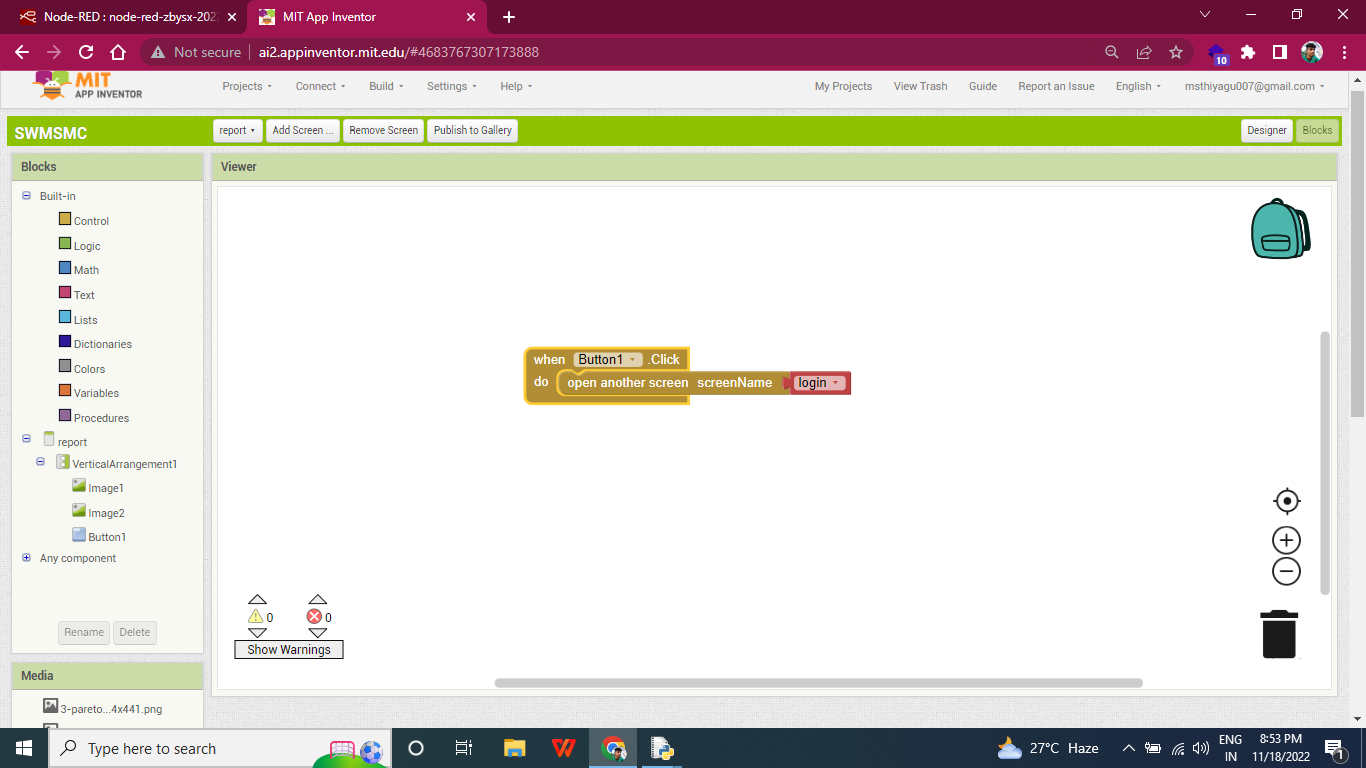 Node-RED : node-red-zbysx-202
MIT App Inventor
Not secure
ai2.appinventor.mit.edu/#4683767307173888
10
MIT
APP INVENTOR
Projects
Connect
Build
Settings
Help
My Projects
View Trash
Guide
Report an Issue
English
msthiyagu007@gmail.com
SWMSMC
report
Add Screen ...
Remove Screen
Publish to Gallery
Designer
Blocks
Blocks
Viewer
Built-in
Control
Logic
Math
Text
Lists
Dictionaries
Colors
Variables
Procedures
report
VerticalArrangement1
Image1
Image2
Button1
Any component
Rename
Delete
when Button1 .Click
do open another screen screenName login
0
0
Show Warnings
Media
3-pareto...4x441.png
Type here to search
27°C Haze
ENG
IN
8:53 PM
11/18/2022
1